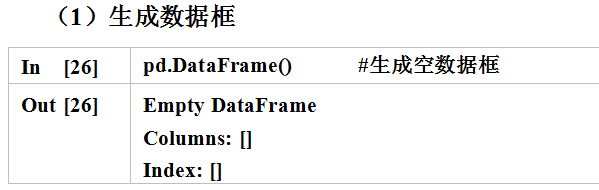 （1）生成数据框
In [26] pd.DataFrame() #生成空数据框
Out [26] Empty DataFrame
Columns: []
Index: []